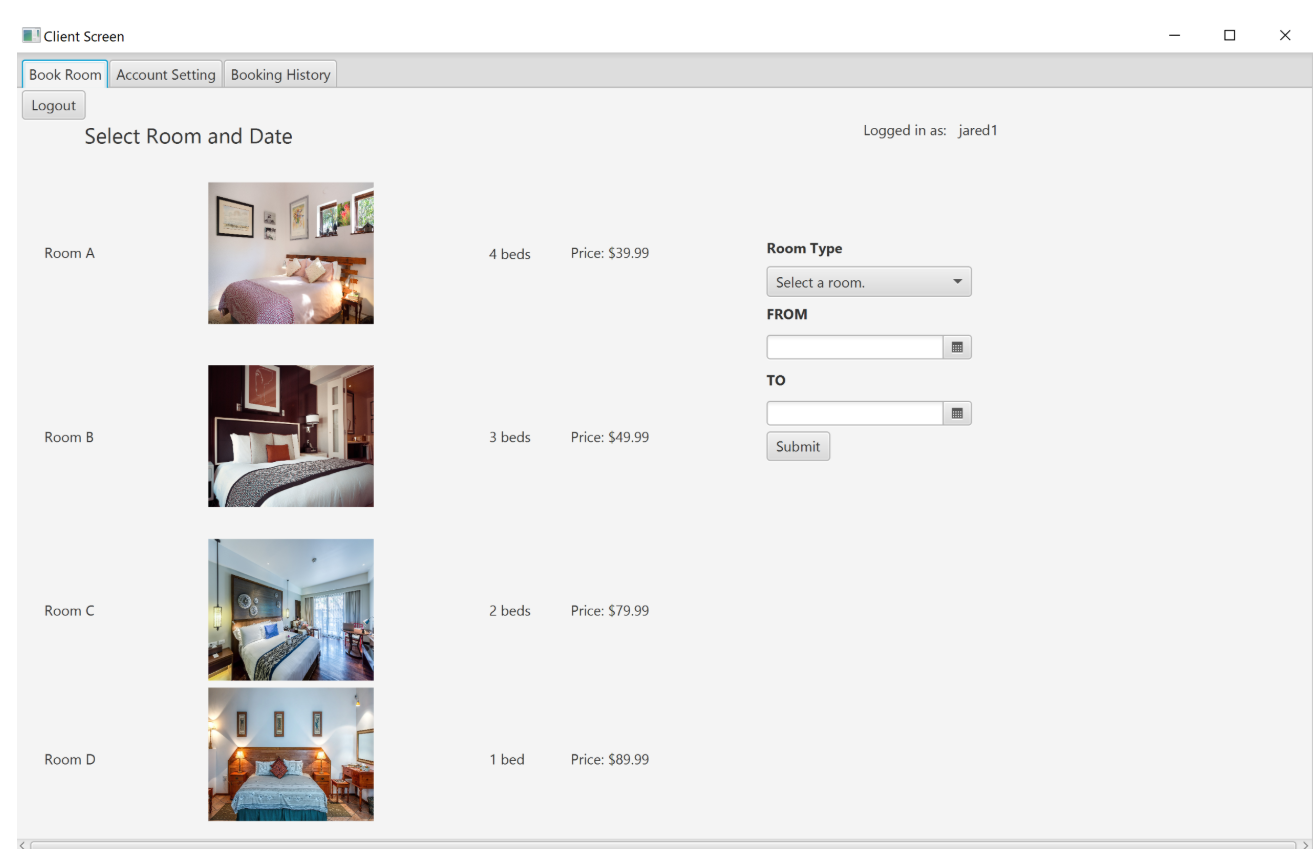 Client Screen
Book Room Account Setting Booking History
Logout
Select Room and Date
Logged in as: jared1
Room A 4 beds Price: $39.99
Room Type
Select a room.
FROM
TO
Submit
Room B 3 beds Price: $49.99
Room C 2 beds Price: $79.99
Room D 1 bed Price: $89.99